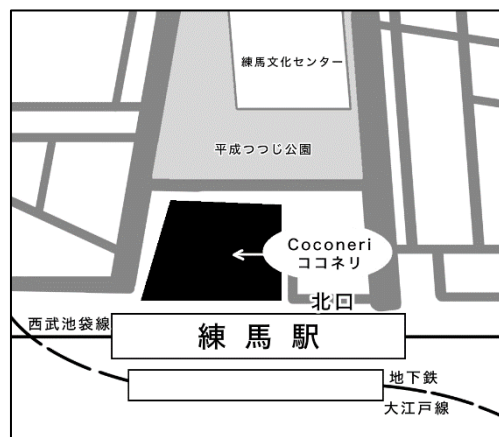 練馬文化センター
平成つつじ公園
Coconeri
ココネリ
北口
西武池袋線
練馬駅
地下鉄
大江戸線